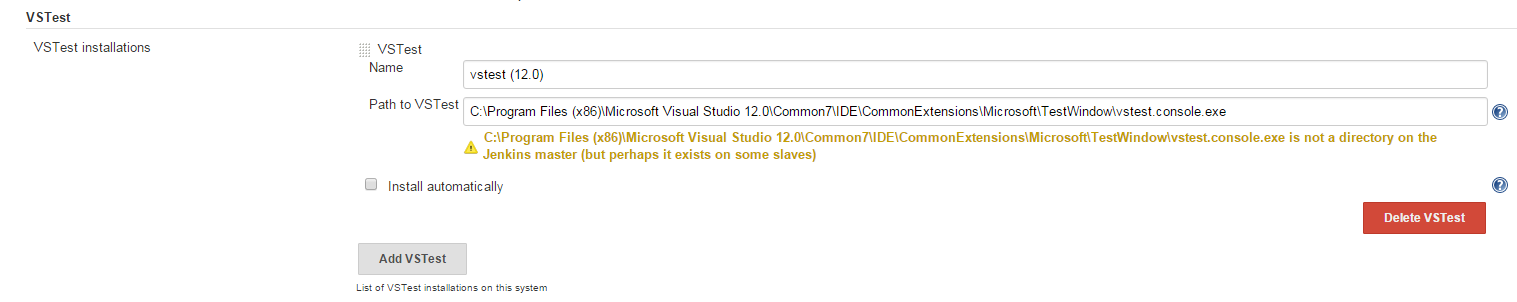 VSTest
VSTest installations
VSTest
Name
vstest (12.0)
Path to VSTest
C:\Program Files (x86)\Microsoft Visual Studio 12.0\Common7\IDE\CommonExtensions\Microsoft\TestWindow\vstest.console.exe
C:\Program Files (x86)\Microsoft Visual Studio 12.0\Common7\IDE\CommonExtensions\Microsoft\TestWindow\vstest.console.exe is not a directory on the
Jenkins master (but perhaps it exists on some slaves)
Install automatically
Delete VSTest
Add VSTest
List of VSTest installations on this system